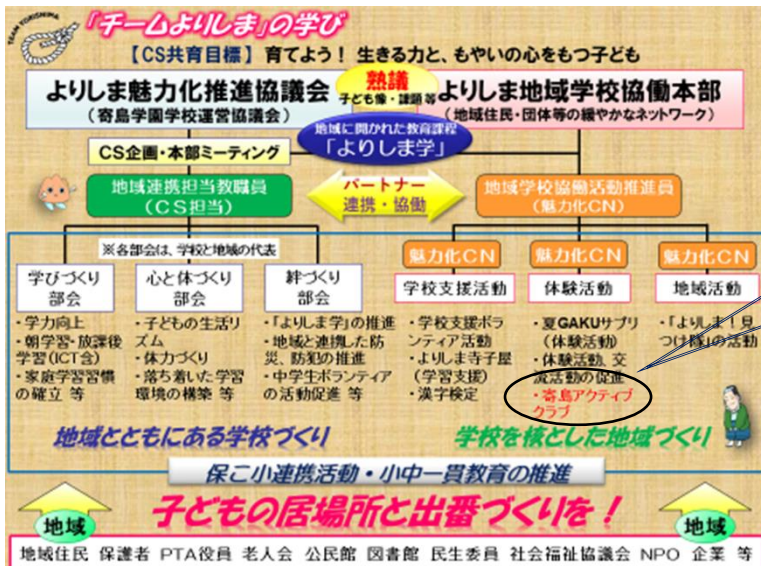 TEAM YORISHIMA
『チームよりしま』の学び
【CS共育目標】 育てよう！ 生きる力と、もやいの心をもつ子ども
よりしま魅力化推進協議会
（寄島学園学校運営協議会）
熟議
子ども像・課題 等
よりしま地域学校協働本部
（地域住民・団体等の緩やかなネットワーク）
地域に開かれた教育課程
「よりしま学」
CS企画・本部ミーティング
地域連携担当教職員
（CS担当）
パートナー
連携・協働
地域学校協働活動推進員
（魅力化CN）
※各部会は、学校と地域の代表
学びづくり
部会
・学力向上
・朝学習・放課後
学習(ICT含)
・家庭学習習慣
の確立 等
心と体づくり
部会
・子どもの生活リ
ズム
・体力づくり
・落ち着いた学習
環境の構築 等
絆づくり
部会
・「よりしま学」の推進
・地域と連携した防
災、防犯の推進
・中学生ボランティア
の活動促進 等
魅力化CN
学校支援活動
・学校支援ボラ
ンティア活動
・よりしま寺子屋
（学習支援）
・漢字検定
魅力化CN
体験活動
・夏GAKUサプリ
（体験活動）
・体験活動、交
流活動の促進
・寄島アクティブ
クラブ
魅力化CN
地域活動
・「よりしま！見
つけ隊」の活動
地域とともにある学校づくり
学校を核とした地域づくり
保こ小連携活動・小中一貫教育の推進
子どもの居場所と出番づくりを！
地域
地域
地域住民 保護者 PTA役員 老人会 公民館 図書館 民生委員 社会福祉協議会 NPO 企業 等